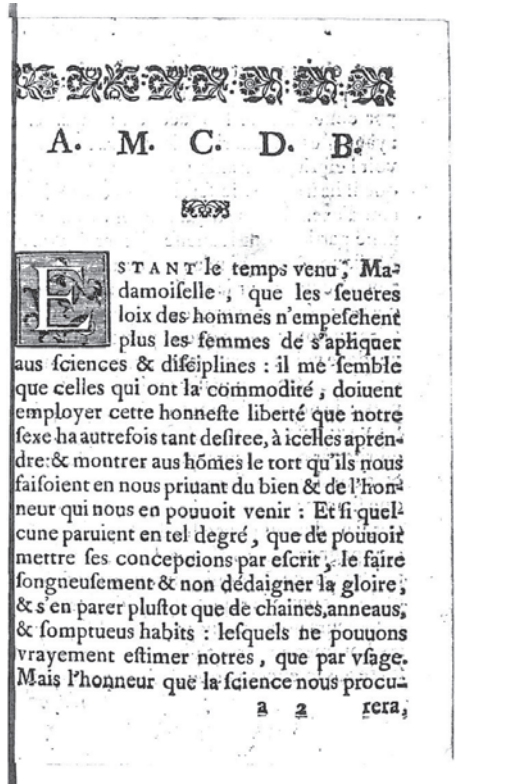 A. M. C. D. B.
ESTANT le temps venu, Ma-
damoiſelle, que les ſeueres
loix des hommes n'empeſchent
plus les femmes de s'apliquer
aus ſciences & diſciplines : il me ſemble
que celles qui ont la commodité, doiuent
employer cette honneſte liberté que notre
ſexe ha autrefois tant deſiree, à icelles apren-
dre: & montrer aus hõmes le tort qu'ils nous
faiſoient en nous priuant du bien & de l'hon-
neur qui nous en pouuoit venir : Et ſi quel-
cune paruient en tel degré, que de pouuoir
mettre ſes concepcions par eſcrit, le faire
ſongneuſement & non dédaigner la gloire,
& s'en parer pluſtot que de chaines, anneaus,
& ſomptueus habits : leſquels ne pouuons
vrayement eſtimer notres, que par vſage.
Mais l'honneur que la ſcience nous procu-
a 2 rera,